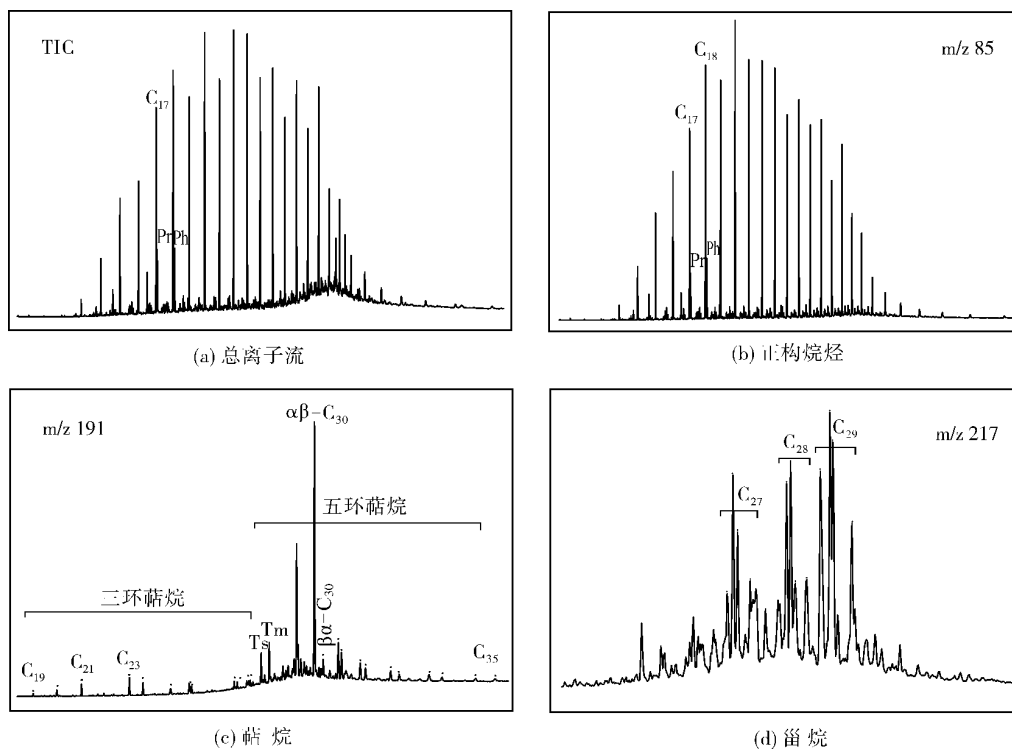 TIC
C₁₇
Pr
Ph
(a) 总离子流
m/z 85
C₁₈
C₁₇
Pr
Ph
(b) 正构烷烃
m/z 191
αβ-C₃₀
五环萜烷
三环萜烷
βα-C₃₀
Ts
Tm
C₁₉
C₂₁
C₂₃
C₃₅
(c) 萜 烷
m/z 217
C₂₉
C₂₈
C₂₇
(d) 甾 烷